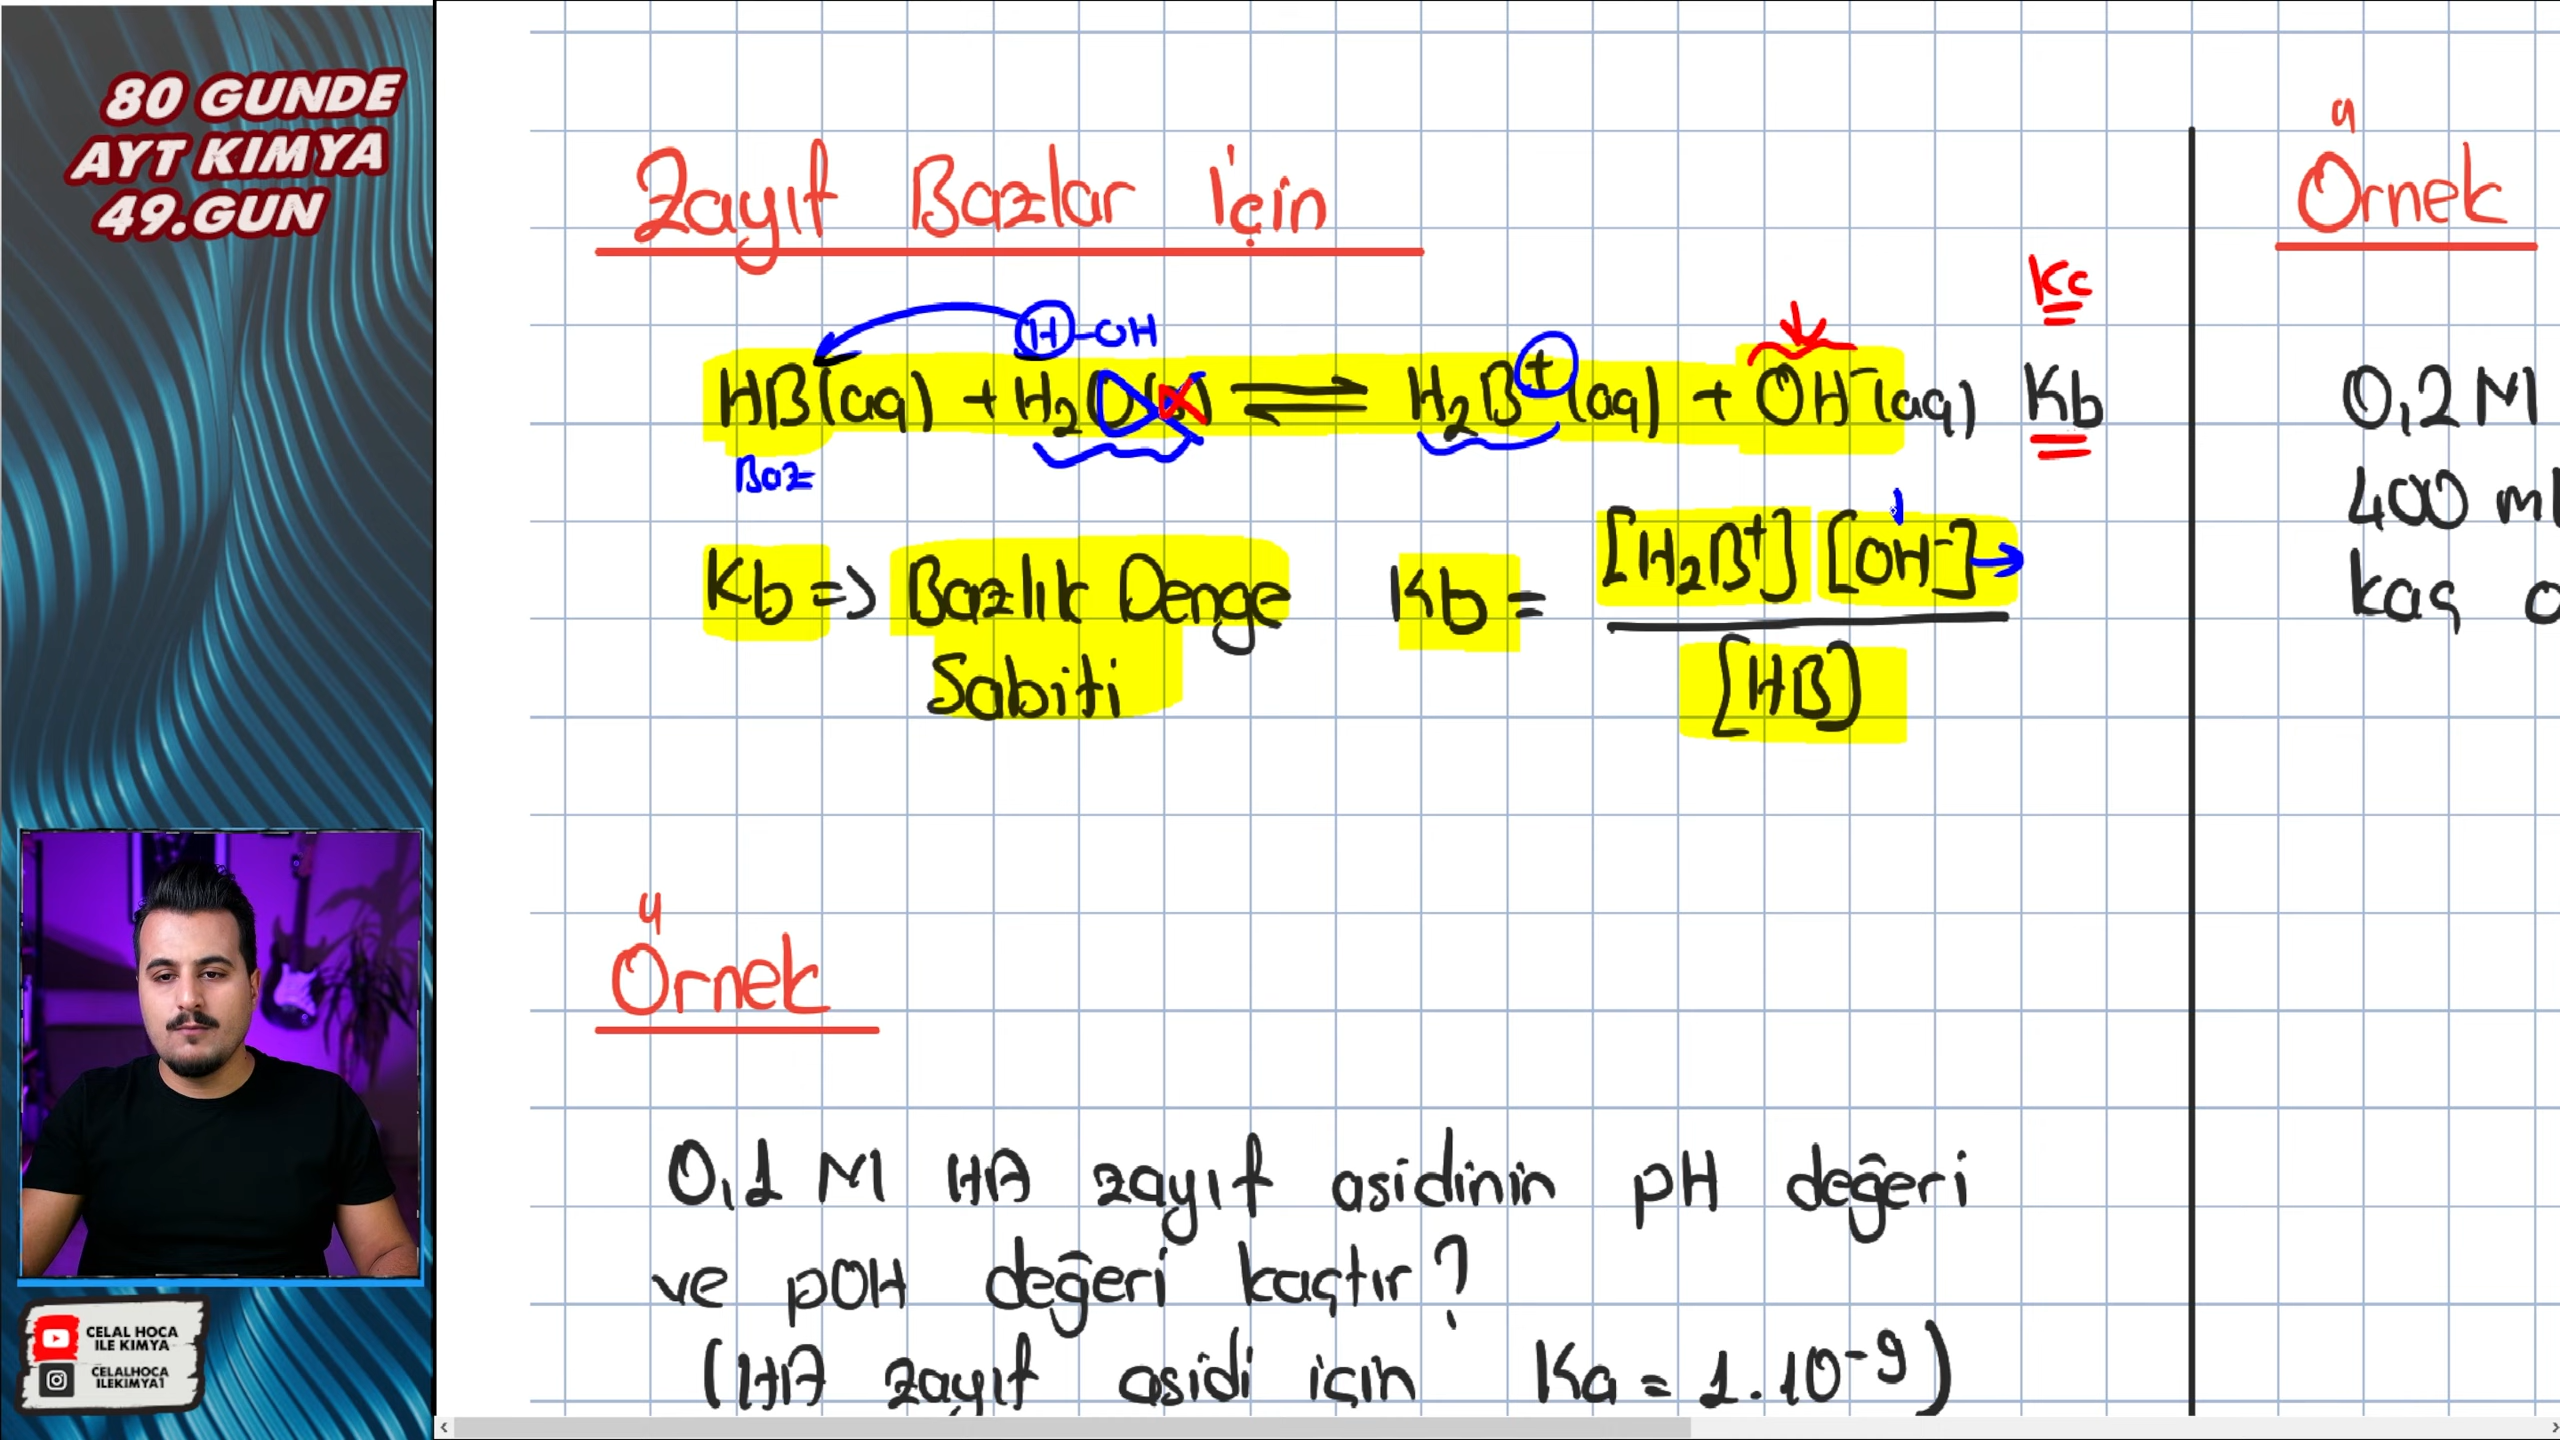 80 GUNDE
AYT KIMYA
49.GUN
Zayıf Bazlar İçin
H-OH
HB(aq) + H₂O(s) ⇌ H₂B⁺(aq) + OH⁻(aq) Kb
Kc
Baz
Kb => Bazlık Denge
Sabiti
Kb = [H₂B⁺] [OH⁻] → / [HB]
Örnek
0,1 M HA zayıf asidinin pH değeri
ve pOH değeri kaçtır?
(HA zayıf asidi için Ka = 1.10⁻⁹)
Örnek
0,2 M
400 ml
kaç
CELAL HOCA
ILE KIMYA
CELALHOCA
ILEKIMYA1